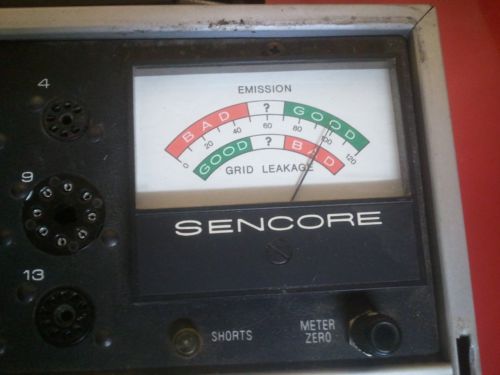 4
EMISSION
BAD ? GOOD
0 20 40 60 80 100 120
GOOD ? BAD
GRID LEAKAGE
9
SENCORE
13
SHORTS
METER
ZERO